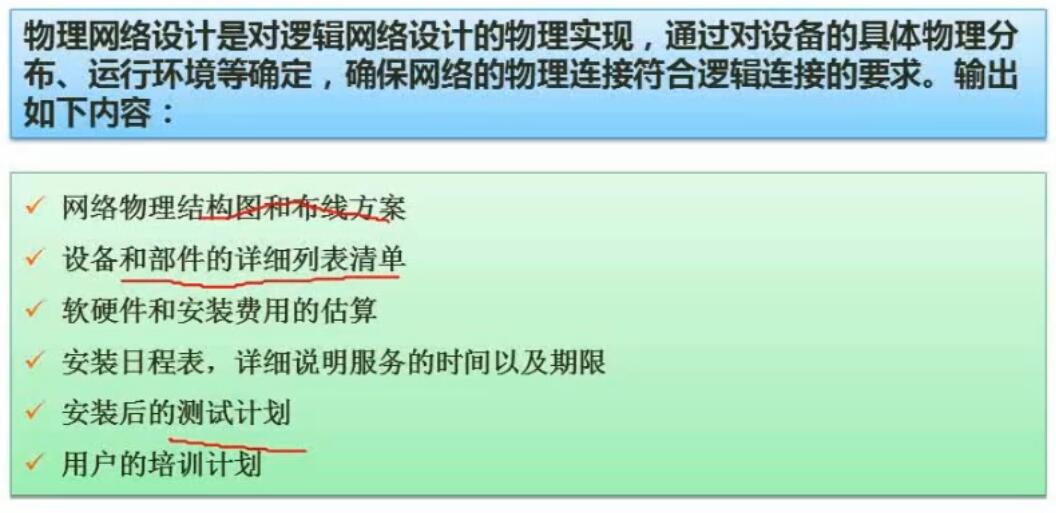 物理网络设计是对逻辑网络设计的物理实现，通过对设备的具体物理分
布、运行环境等确定，确保网络的物理连接符合逻辑连接的要求。输出
如下内容：
网络物理结构图和布线方案
设备和部件的详细列表清单
软硬件和安装费用的估算
安装日程表，详细说明服务的时间以及期限
安装后的测试计划
用户的培训计划